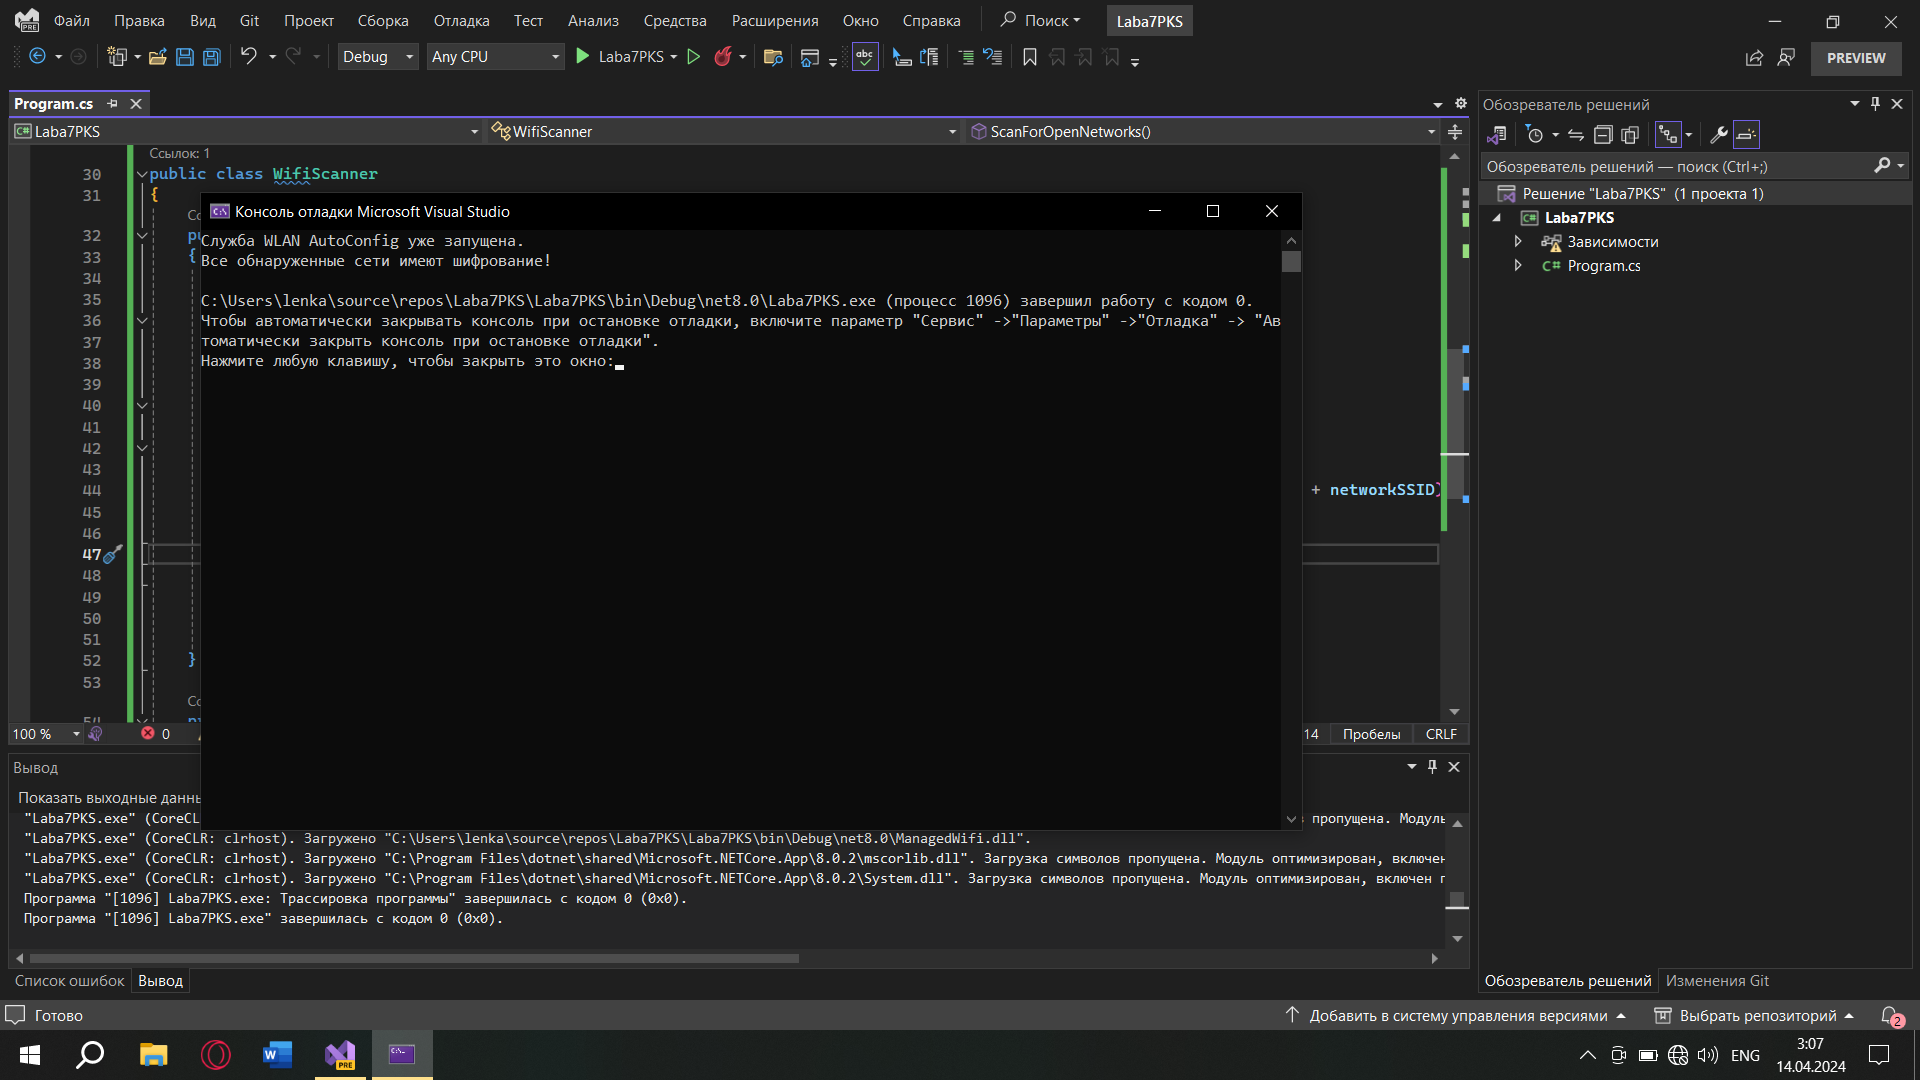 Файл Правка Вид Git Проект Сборка Отладка Тест Анализ Средства Расширения Окно Справка Поиск Laba7PKS
Debug Any CPU Laba7PKS PREVIEW
Program.cs
Laba7PKS WifiScanner ScanForOpenNetworks()
Ссылок: 1
30 public class WifiScanner
31 {
32
33 {
34
35
36
37
38
39
40
41
42
43
44 + networkSSID)
45
46
47
48
49
50
51
52 }
53
54
Консоль отладки Microsoft Visual Studio
Служба WLAN AutoConfig уже запущена.
Все обнаруженные сети имеют шифрование!
C:\Users\lenka\source\repos\Laba7PKS\Laba7PKS\bin\Debug\net8.0\Laba7PKS.exe (процесс 1096) завершил работу с кодом 0.
Чтобы автоматически закрывать консоль при остановке отладки, включите параметр "Сервис" ->"Параметры" ->"Отладка" -> "Ав
томатически закрыть консоль при остановке отладки".
Нажмите любую клавишу, чтобы закрыть это окно:
100 % 0 14 Пробелы CRLF
Вывод
Показать выходные данны
"Laba7PKS.exe" (CoreCL пропущена. Модуль
"Laba7PKS.exe" (CoreCLR: clrhost). Загружено "C:\Users\lenka\source\repos\Laba7PKS\Laba7PKS\bin\Debug\net8.0\ManagedWifi.dll".
"Laba7PKS.exe" (CoreCLR: clrhost). Загружено "C:\Program Files\dotnet\shared\Microsoft.NETCore.App\8.0.2\mscorlib.dll". Загрузка символов пропущена. Модуль оптимизирован, включен
"Laba7PKS.exe" (CoreCLR: clrhost). Загружено "C:\Program Files\dotnet\shared\Microsoft.NETCore.App\8.0.2\System.dll". Загрузка символов пропущена. Модуль оптимизирован, включен п
Программа "[1096] Laba7PKS.exe: Трассировка программы" завершилась с кодом 0 (0x0).
Программа "[1096] Laba7PKS.exe" завершилась с кодом 0 (0x0).
Список ошибок Вывод
Обозреватель решений
Обозреватель решений — поиск (Ctrl+;)
Решение "Laba7PKS" (1 проекта 1)
Laba7PKS
Зависимости
Program.cs
Обозреватель решений Изменения Git
Готово Добавить в систему управления версиями Выбрать репозиторий 2
ENG 3:07
14.04.2024